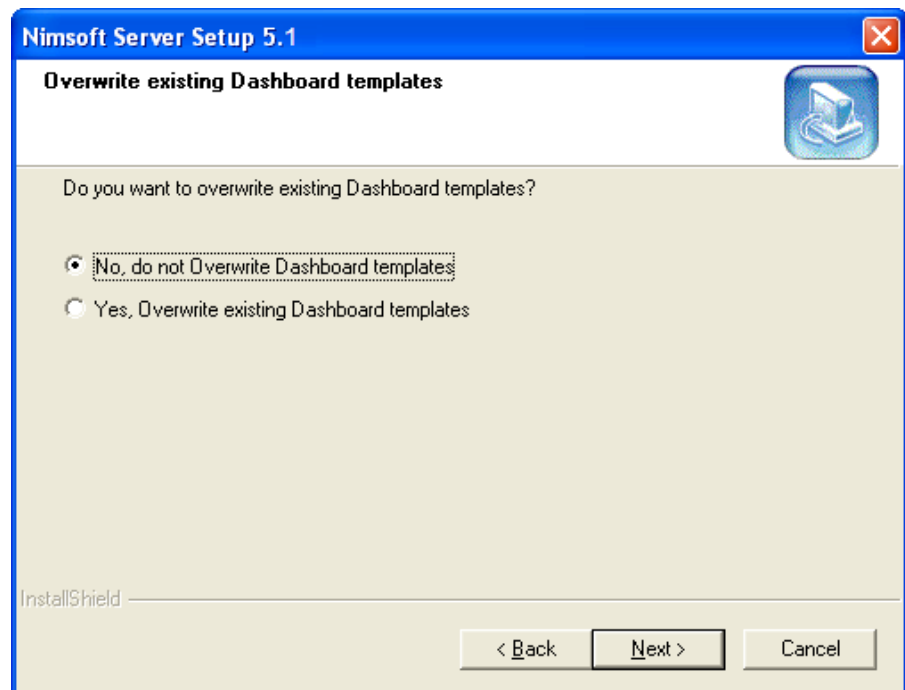 Nimsoft Server Setup 5.1
Overwrite existing Dashboard templates
Do you want to overwrite existing Dashboard templates?
No, do not Overwrite Dashboard templates
Yes, Overwrite existing Dashboard templates
InstallShield
< Back Next > Cancel